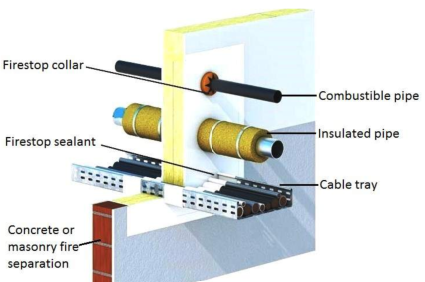 Firestop collar
Combustible pipe
Insulated pipe
Firestop sealant
Cable tray
Concrete or
masonry fire
separation